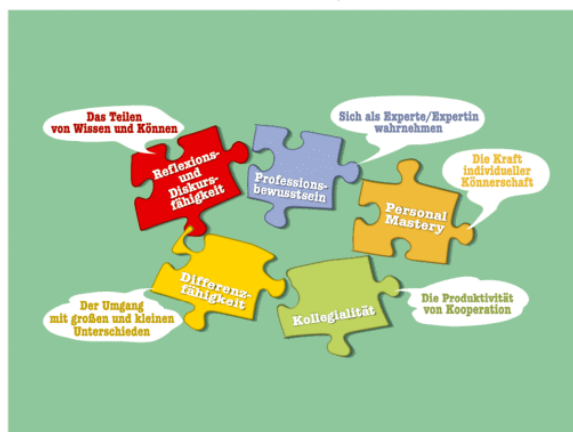 Das Teilen
von Wissen und Können
Reflexions-
und
Diskurs-
fähigkeit
Sich als Experte/Expertin
wahrnehmen
Professions-
bewusstsein
Die Kraft
individueller
Könnerschaft
Personal
Mastery
Differenz-
fähigkeit
Der Umgang
mit großen und kleinen
Unterschieden
Kollegialität
Die Produktivität
von Kooperation